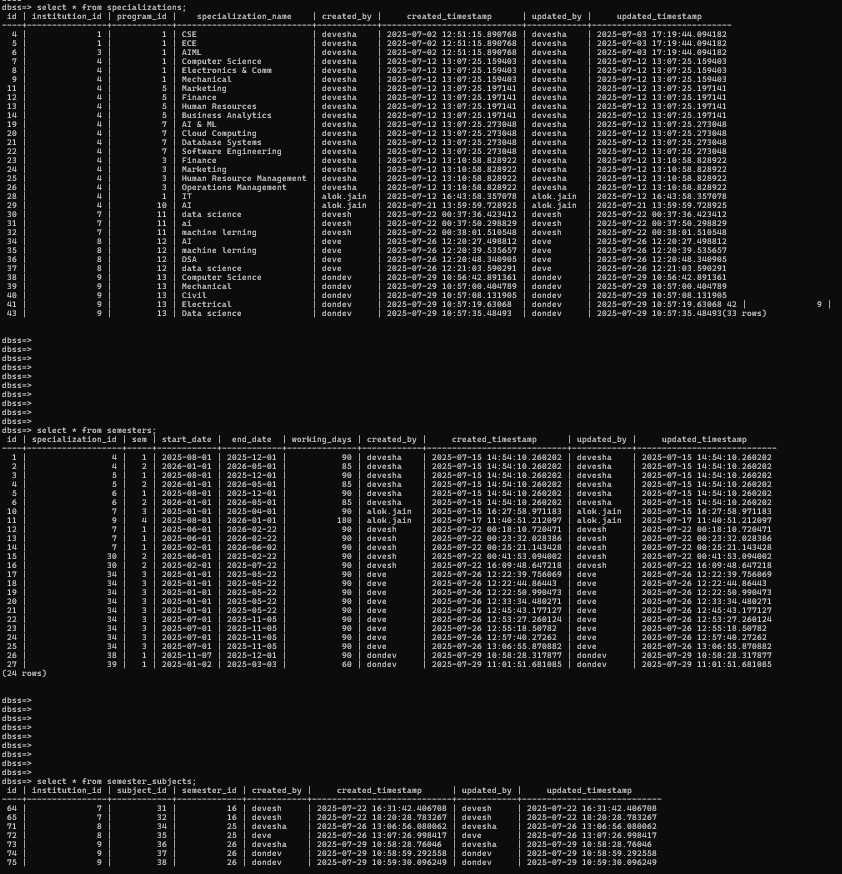 dbss=> select * from specializations;
 id | institution_id | program_id |   specialization_name   | created_by |     created_timestamp      | updated_by |     updated_timestamp
  4 | 1 | 1 | CSE | devesha | 2025-07-02 12:51:15.890768 | devesha | 2025-07-03 17:19:44.094182
  5 | 1 | 1 | ECE | devesha | 2025-07-02 12:51:15.890768 | devesha | 2025-07-03 17:19:44.094182
  6 | 3 | 1 | AIML | devesha | 2025-07-02 12:51:15.890768 | devesha | 2025-07-03 17:19:44.094182
  7 | 4 | 1 | Computer Science | devesha | 2025-07-12 13:07:25.159403 | devesha | 2025-07-12 13:07:25.159403
  8 | 4 | 1 | Electronics & Comm | devesha | 2025-07-12 13:07:25.159403 | devesha | 2025-07-12 13:07:25.159403
  9 | 4 | 1 | Mechanical | devesha | 2025-07-12 13:07:25.159403 | devesha | 2025-07-12 13:07:25.159403
 11 | 4 | 5 | Marketing | devesha | 2025-07-12 13:07:25.197141 | devesha | 2025-07-12 13:07:25.197141
 12 | 4 | 5 | Finance | devesha | 2025-07-12 13:07:25.197141 | devesha | 2025-07-12 13:07:25.197141
 13 | 4 | 5 | Human Resources | devesha | 2025-07-12 13:07:25.197141 | devesha | 2025-07-12 13:07:25.197141
 14 | 4 | 5 | Business Analytics | devesha | 2025-07-12 13:07:25.197141 | devesha | 2025-07-12 13:07:25.197141
 19 | 4 | 7 | AI & ML | devesha | 2025-07-12 13:07:25.273048 | devesha | 2025-07-12 13:07:25.273048
 20 | 4 | 7 | Cloud Computing | devesha | 2025-07-12 13:07:25.273048 | devesha | 2025-07-12 13:07:25.273048
 21 | 4 | 7 | Database Systems | devesha | 2025-07-12 13:07:25.273048 | devesha | 2025-07-12 13:07:25.273048
 22 | 4 | 7 | Software Engineering | devesha | 2025-07-12 13:07:25.273048 | devesha | 2025-07-12 13:07:25.273048
 23 | 4 | 3 | Finance | devesha | 2025-07-12 13:10:58.828922 | devesha | 2025-07-12 13:10:58.828922
 24 | 4 | 3 | Marketing | devesha | 2025-07-12 13:10:58.828922 | devesha | 2025-07-12 13:10:58.828922
 25 | 4 | 3 | Human Resource Management | devesha | 2025-07-12 13:10:58.828922 | devesha | 2025-07-12 13:10:58.828922
 26 | 4 | 3 | Operations Management | devesha | 2025-07-12 13:10:58.828922 | devesha | 2025-07-12 13:10:58.828922
 28 | 4 | 1 | IT | alok.jain | 2025-07-12 16:43:58.357078 | alok.jain | 2025-07-12 16:43:58.357078
 29 | 4 | 10 | AI | alok.jain | 2025-07-21 13:59:59.728925 | alok.jain | 2025-07-21 13:59:59.728925
 30 | 7 | 11 | data science | devesh | 2025-07-22 00:37:36.423412 | devesh | 2025-07-22 00:37:36.423412
 31 | 7 | 11 | ai | devesh | 2025-07-22 00:37:50.298829 | devesh | 2025-07-22 00:37:50.298829
 32 | 7 | 11 | machine lerning | devesh | 2025-07-22 00:38:01.510548 | devesh | 2025-07-22 00:38:01.510548
 34 | 8 | 12 | AI | deve | 2025-07-26 12:20:27.498812 | deve | 2025-07-26 12:20:27.498812
 35 | 8 | 12 | machine lerning | deve | 2025-07-26 12:20:39.535657 | deve | 2025-07-26 12:20:39.535657
 36 | 8 | 12 | DSA | deve | 2025-07-26 12:20:48.340905 | deve | 2025-07-26 12:20:48.340905
 37 | 8 | 12 | data science | deve | 2025-07-26 12:21:03.590291 | deve | 2025-07-26 12:21:03.590291
 38 | 9 | 13 | Computer Science | dondev | 2025-07-29 10:56:42.891361 | dondev | 2025-07-29 10:56:42.891361
 39 | 9 | 13 | Mechanical | dondev | 2025-07-29 10:57:00.404789 | dondev | 2025-07-29 10:57:00.404789
 40 | 9 | 13 | Civil | dondev | 2025-07-29 10:57:08.131905 | dondev | 2025-07-29 10:57:08.131905
 41 | 9 | 13 | Electrical | dondev | 2025-07-29 10:57:19.63068 | dondev | 2025-07-29 10:57:19.63068 42 | 9 |
 43 | 9 | 13 | Data science | dondev | 2025-07-29 10:57:35.48493 | dondev | 2025-07-29 10:57:35.48493(33 rows)
dbss=>
dbss=>
dbss=>
dbss=>
dbss=>
dbss=>
dbss=>
dbss=>
dbss=>
dbss=>
dbss=> select * from semesters;
 id | specialization_id | sem | start_date | end_date | working_days | created_by | created_timestamp | updated_by | updated_timestamp
  1 | 4 | 1 | 2025-08-01 | 2025-12-01 | 90 | devesha | 2025-07-15 14:54:10.260202 | devesha | 2025-07-15 14:54:10.260202
  2 | 4 | 2 | 2026-01-01 | 2026-05-01 | 85 | devesha | 2025-07-15 14:54:10.260202 | devesha | 2025-07-15 14:54:10.260202
  3 | 5 | 1 | 2025-08-01 | 2025-12-01 | 90 | devesha | 2025-07-15 14:54:10.260202 | devesha | 2025-07-15 14:54:10.260202
  4 | 5 | 2 | 2026-01-01 | 2026-05-01 | 85 | devesha | 2025-07-15 14:54:10.260202 | devesha | 2025-07-15 14:54:10.260202
  5 | 6 | 1 | 2025-08-01 | 2025-12-01 | 90 | devesha | 2025-07-15 14:54:10.260202 | devesha | 2025-07-15 14:54:10.260202
  6 | 6 | 2 | 2026-01-01 | 2026-05-01 | 85 | devesha | 2025-07-15 14:54:10.260202 | devesha | 2025-07-15 14:54:10.260202
 10 | 7 | 3 | 2025-01-01 | 2025-04-01 | 90 | alok.jain | 2025-07-15 16:27:58.971183 | alok.jain | 2025-07-15 16:27:58.971183
 11 | 9 | 4 | 2025-08-01 | 2026-01-01 | 180 | alok.jain | 2025-07-17 11:40:51.212097 | alok.jain | 2025-07-17 11:40:51.212097
 12 | 7 | 1 | 2025-06-01 | 2026-02-22 | 90 | devesh | 2025-07-22 00:18:10.720471 | devesh | 2025-07-22 00:18:10.720471
 13 | 7 | 1 | 2025-06-01 | 2026-02-22 | 90 | devesh | 2025-07-22 00:23:32.028386 | devesh | 2025-07-22 00:23:32.028386
 14 | 7 | 1 | 2025-02-01 | 2026-06-02 | 90 | devesh | 2025-07-22 00:25:21.143428 | devesh | 2025-07-22 00:25:21.143428
 15 | 30 | 2 | 2025-06-01 | 2025-02-22 | 90 | devesh | 2025-07-22 00:41:53.094002 | devesh | 2025-07-22 00:41:53.094002
 16 | 30 | 2 | 2025-02-01 | 2025-07-22 | 90 | devesh | 2025-07-22 16:09:48.647218 | devesh | 2025-07-22 16:09:48.647218
 17 | 34 | 3 | 2025-01-01 | 2025-05-22 | 90 | deve | 2025-07-26 12:22:39.756069 | deve | 2025-07-26 12:22:39.756069
 18 | 34 | 3 | 2025-01-01 | 2025-05-22 | 90 | deve | 2025-07-26 12:22:44.86443 | deve | 2025-07-26 12:22:44.86443
 19 | 34 | 3 | 2025-01-01 | 2025-05-22 | 90 | deve | 2025-07-26 12:22:50.990473 | deve | 2025-07-26 12:22:50.990473
 20 | 34 | 3 | 2025-01-01 | 2025-05-22 | 90 | deve | 2025-07-26 12:33:34.480271 | deve | 2025-07-26 12:33:34.480271
 21 | 34 | 3 | 2025-01-01 | 2025-05-22 | 90 | deve | 2025-07-26 12:45:43.177127 | deve | 2025-07-26 12:45:43.177127
 22 | 34 | 3 | 2025-07-01 | 2025-11-05 | 90 | deve | 2025-07-26 12:53:27.260124 | deve | 2025-07-26 12:53:27.260124
 23 | 34 | 3 | 2025-07-01 | 2025-11-05 | 90 | deve | 2025-07-26 12:55:18.50782 | deve | 2025-07-26 12:55:18.50782
 24 | 34 | 3 | 2025-07-01 | 2025-11-05 | 90 | deve | 2025-07-26 12:57:40.27262 | deve | 2025-07-26 12:57:40.27262
 25 | 34 | 3 | 2025-07-01 | 2025-11-05 | 90 | deve | 2025-07-26 13:06:55.870882 | deve | 2025-07-26 13:06:55.870882
 26 | 38 | 1 | 2025-11-07 | 2025-12-01 | 90 | dondev | 2025-07-29 10:58:28.317877 | dondev | 2025-07-29 10:58:28.317877
 27 | 39 | 1 | 2025-01-02 | 2025-03-03 | 60 | dondev | 2025-07-29 11:01:51.681085 | dondev | 2025-07-29 11:01:51.681085
(24 rows)
dbss=>
dbss=>
dbss=>
dbss=>
dbss=>
dbss=>
dbss=>
dbss=>
dbss=>
dbss=> select * from semester_subjects;
 id | institution_id | subject_id | semester_id | created_by | created_timestamp | updated_by | updated_timestamp
 64 | 7 | 31 | 16 | devesh | 2025-07-22 16:31:42.406708 | devesh | 2025-07-22 16:31:42.406708
 65 | 7 | 32 | 16 | devesh | 2025-07-22 18:20:28.783267 | devesh | 2025-07-22 18:20:28.783267
 71 | 8 | 34 | 25 | devesha | 2025-07-26 13:06:56.080062 | devesha | 2025-07-26 13:06:56.080062
 72 | 8 | 35 | 25 | deve | 2025-07-26 13:07:26.998417 | deve | 2025-07-26 13:07:26.998417
 73 | 9 | 36 | 26 | devesha | 2025-07-29 10:58:28.76046 | devesha | 2025-07-29 10:58:28.76046
 74 | 9 | 37 | 26 | dondev | 2025-07-29 10:58:59.292558 | dondev | 2025-07-29 10:58:59.292558
 75 | 9 | 38 | 26 | dondev | 2025-07-29 10:59:30.096249 | dondev | 2025-07-29 10:59:30.096249